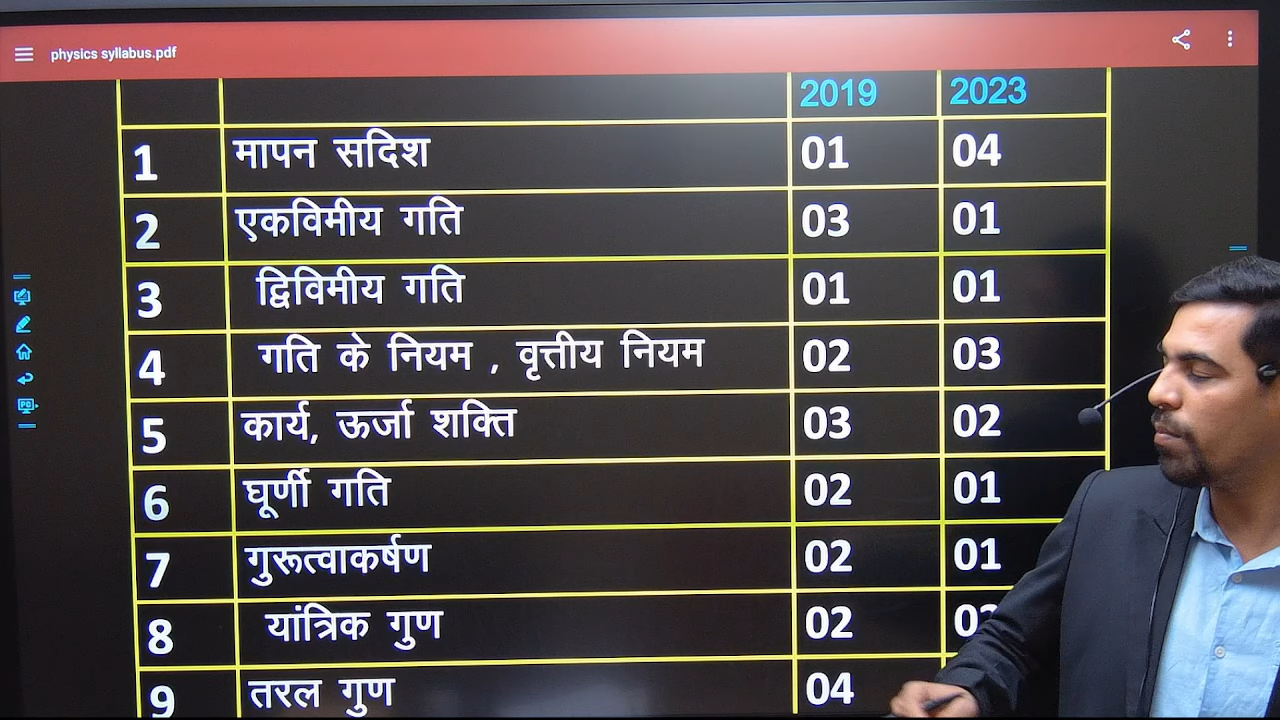 physics syllabus.pdf
2019 2023
1 मापन सदिश 01 04
2 एकविमीय गति 03 01
3 द्विविमीय गति 01 01
4 गति के नियम , वृत्तीय नियम 02 03
5 कार्य, ऊर्जा शक्ति 03 02
6 घूर्णी गति 02 01
7 गुरूत्वाकर्षण 02 01
8 यांत्रिक गुण 02
9 तरल गुण 04